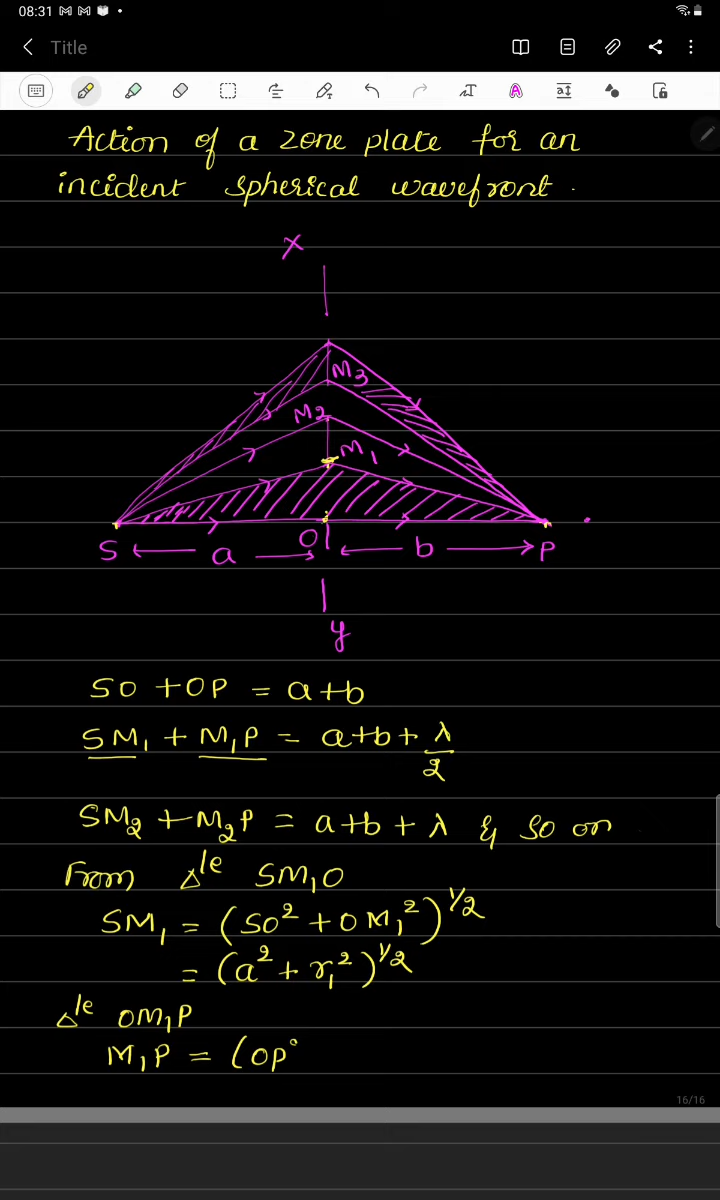 08:31
Title
Action of a zone plate for an
incident spherical wavefront.
X
M3
M2
M1
S ← a → O ← b → P
y
SO + OP = a+b
SM₁ + M₁P = a+b+ λ/2
SM₂ + M₂P = a+b+ λ & so on
From Δle SM₁O
SM₁ = (SO² + OM₁²)^1/2
= (a² + r₁²)^1/2
Δle OM₁P
M₁P = (OP
16/16